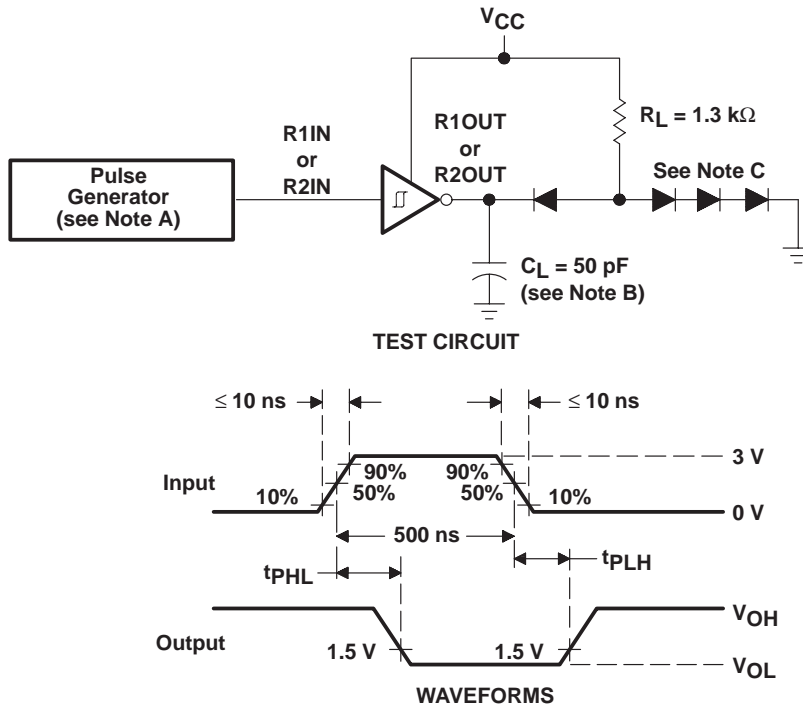 VCC
R1IN
or
R2IN
R1OUT
or
R2OUT
RL = 1.3 kΩ
Pulse
Generator
(see Note A)
See Note C
CL = 50 pF
(see Note B)
TEST CIRCUIT
≤ 10 ns
≤ 10 ns
3 V
90%
90%
Input
50%
50%
10%
10%
0 V
500 ns
tPHL
tPLH
VOH
Output
1.5 V
1.5 V
VOL
WAVEFORMS